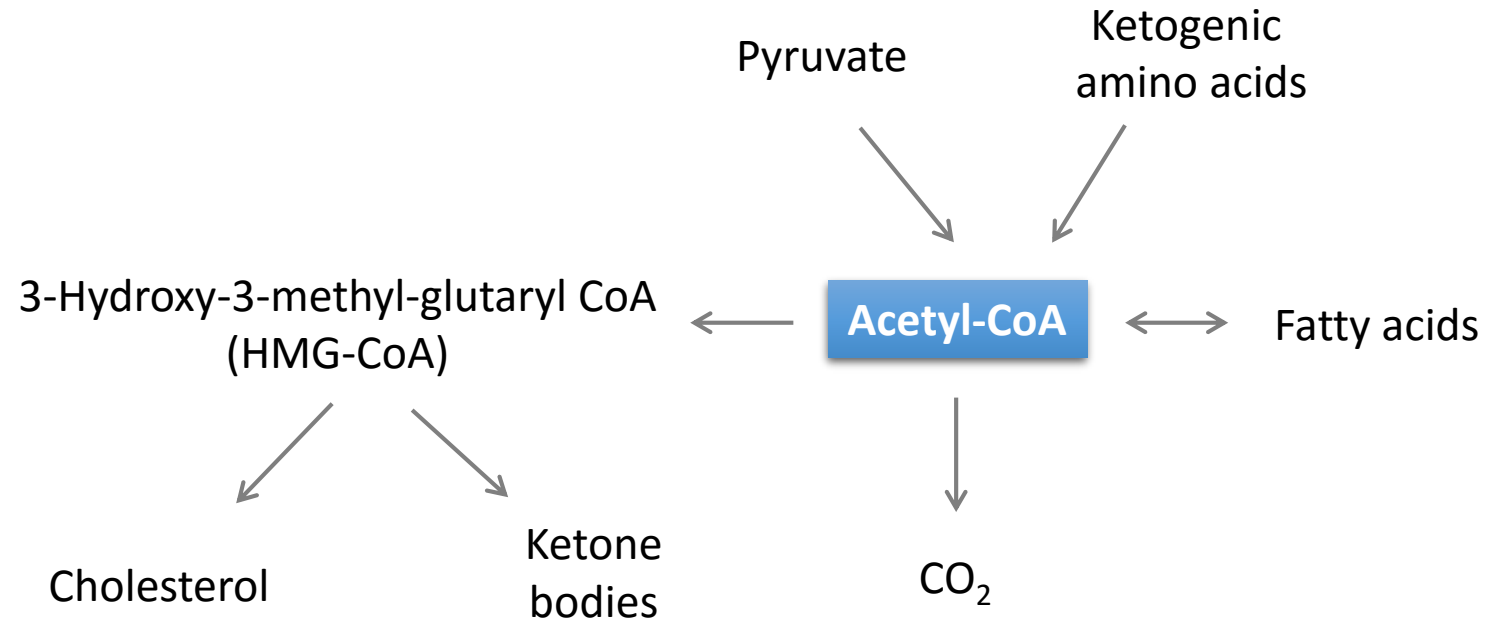 Pyruvate
Ketogenic
amino acids
3-Hydroxy-3-methyl-glutaryl CoA
(HMG-CoA)
Acetyl-CoA
Fatty acids
Cholesterol
Ketone
bodies
CO₂